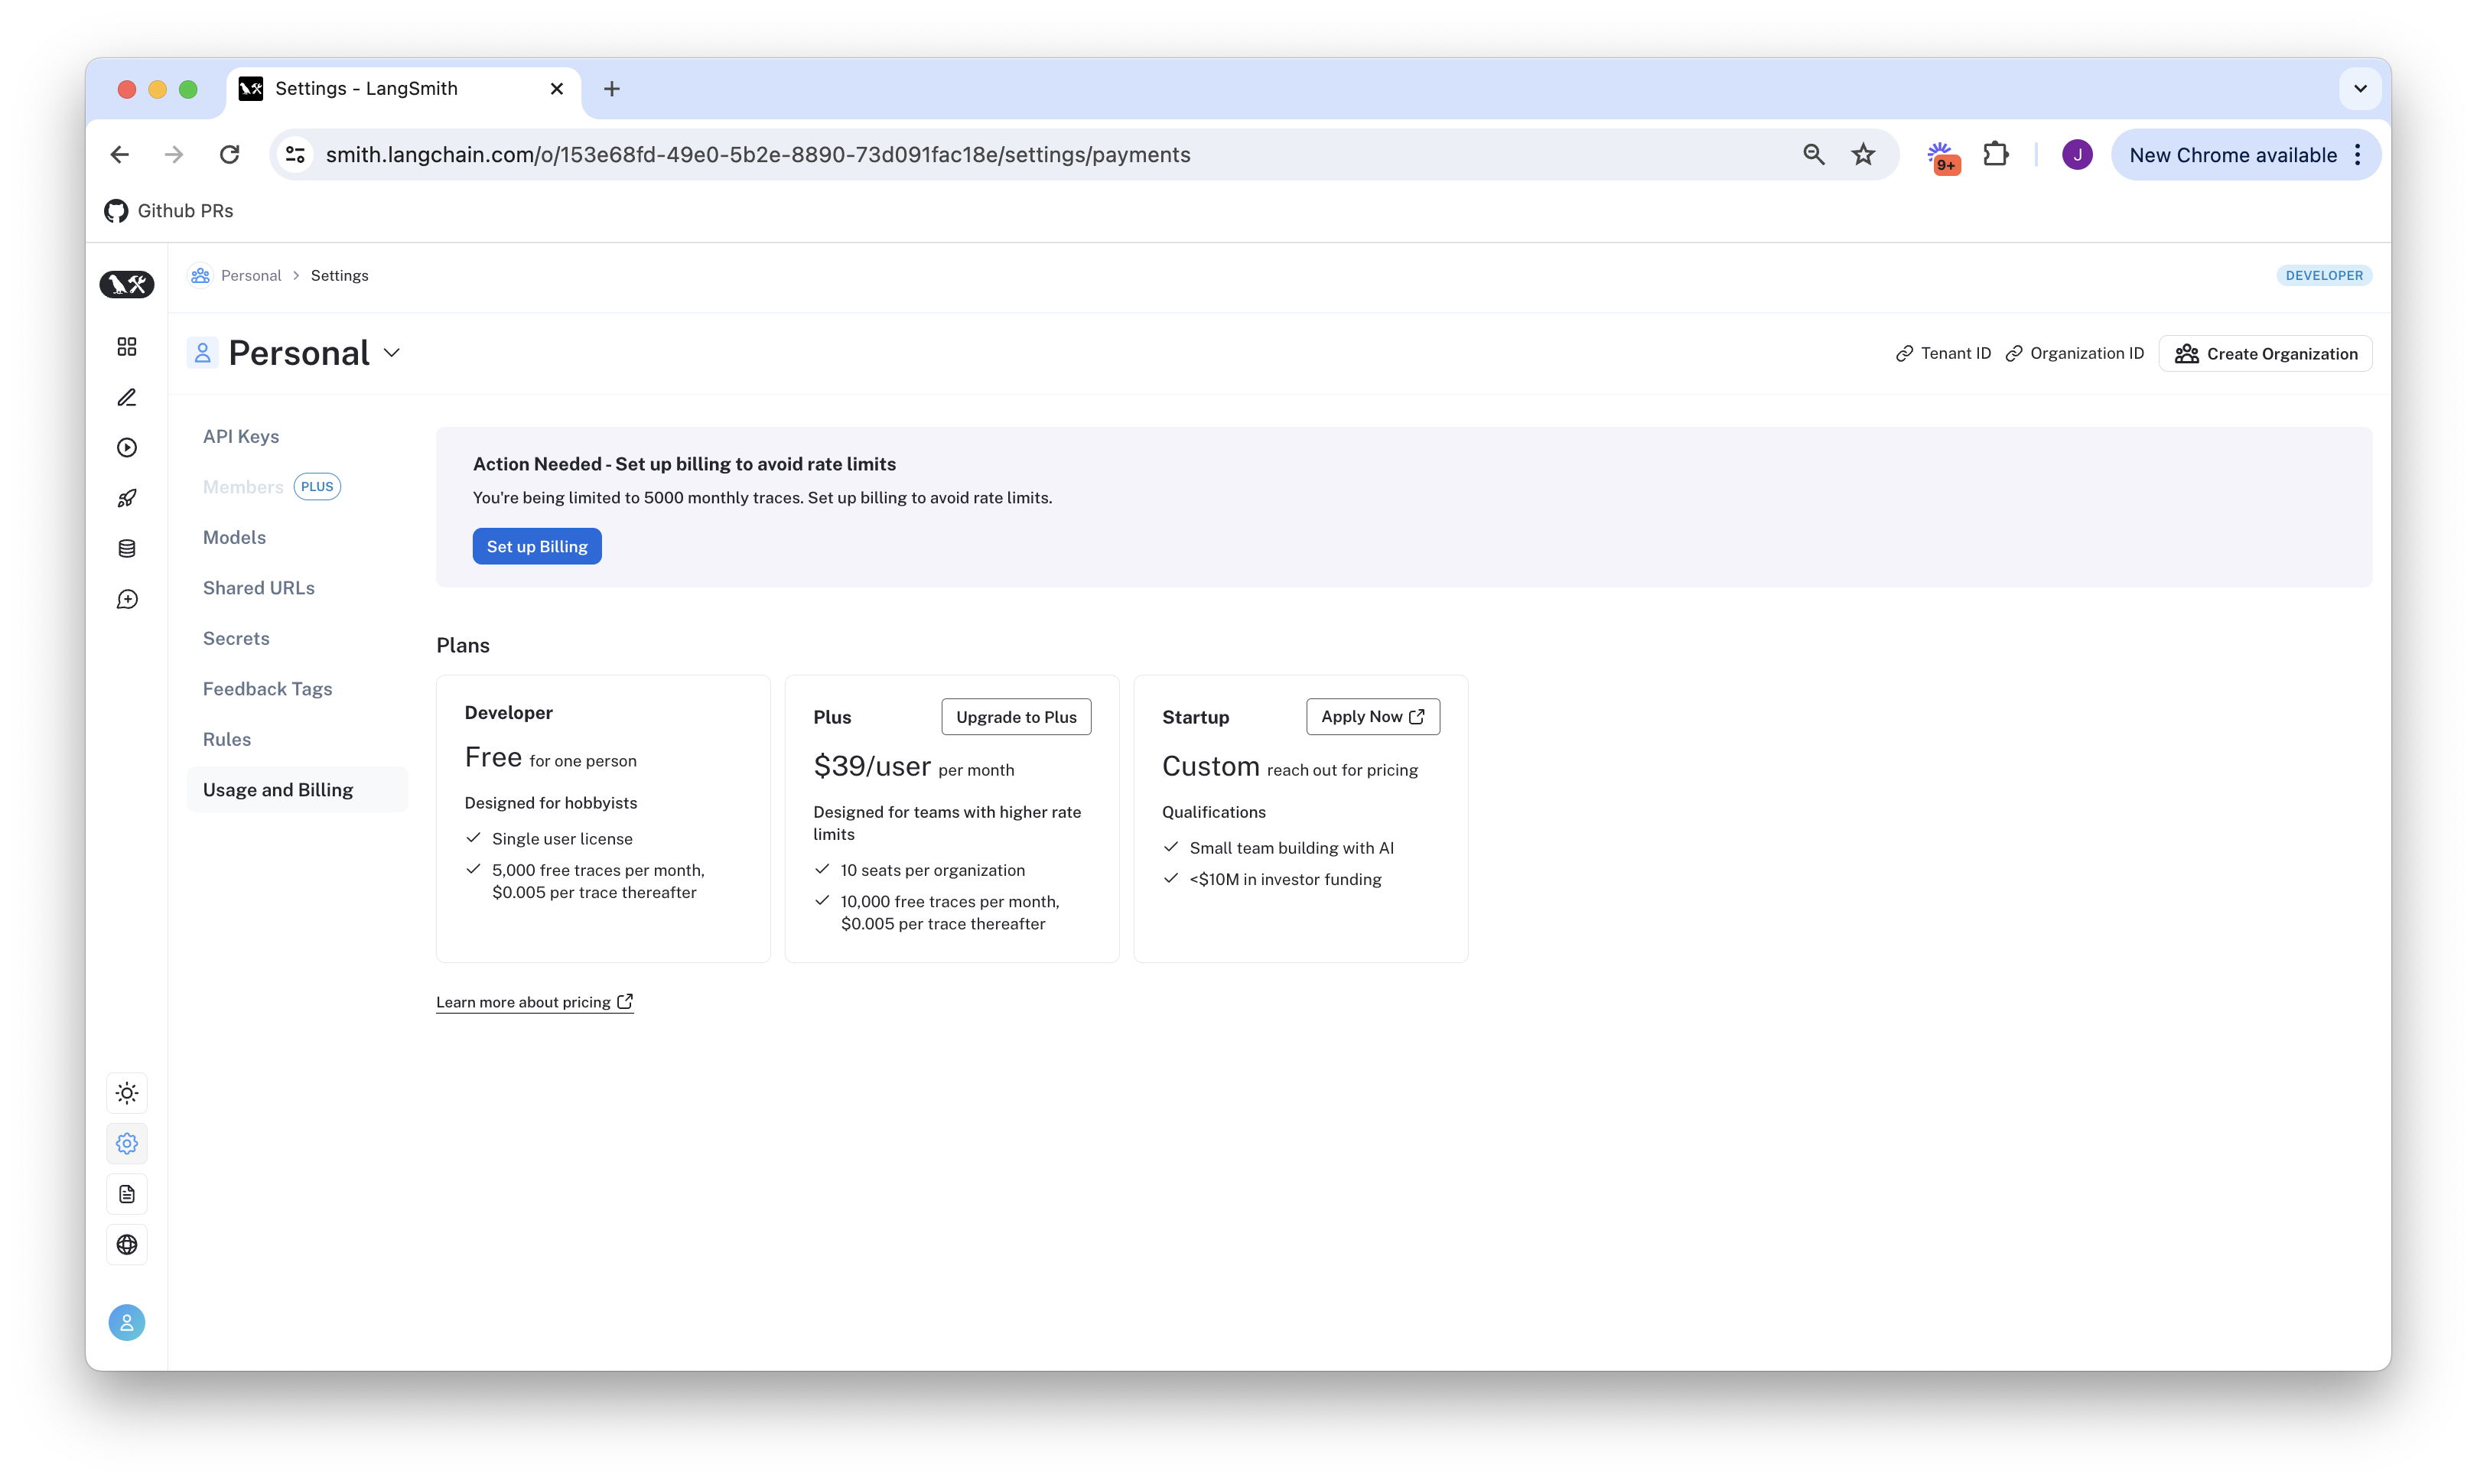 Settings - LangSmith
smith.langchain.com/o/153e68fd-49e0-5b2e-8890-73d091fac18e/settings/payments
9+
J
New Chrome available
Github PRs
Personal > Settings
DEVELOPER
Personal
Tenant ID
Organization ID
Create Organization
API Keys
Members PLUS
Models
Shared URLs
Secrets
Feedback Tags
Rules
Usage and Billing
Action Needed - Set up billing to avoid rate limits
You're being limited to 5000 monthly traces. Set up billing to avoid rate limits.
Set up Billing
Plans
Developer
Free for one person
Designed for hobbyists
Single user license
5,000 free traces per month,
$0.005 per trace thereafter
Plus
Upgrade to Plus
$39/user per month
Designed for teams with higher rate
limits
10 seats per organization
10,000 free traces per month,
$0.005 per trace thereafter
Startup
Apply Now
Custom reach out for pricing
Qualifications
Small team building with AI
<$10M in investor funding
Learn more about pricing